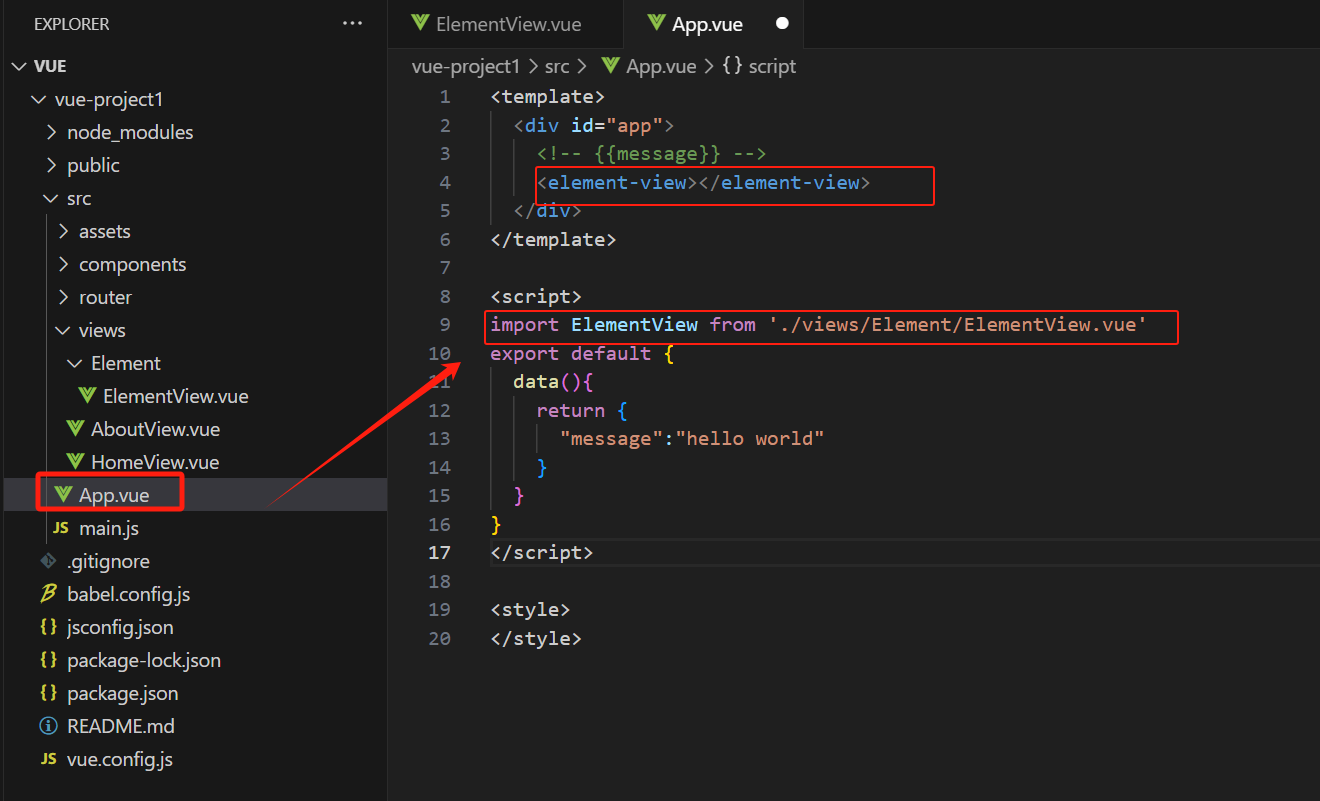 EXPLORER ...
VUE
vue-project1
node_modules
public
src
assets
components
router
views
Element
ElementView.vue
AboutView.vue
HomeView.vue
App.vue
JS main.js
.gitignore
babel.config.js
{} jsconfig.json
{} package-lock.json
{} package.json
README.md
JS vue.config.js
ElementView.vue App.vue
vue-project1 > src > App.vue > {} script
1 <template>
2 <div id="app">
3 <!-- {{message}} -->
4 <element-view></element-view>
5 </div>
6 </template>
7
8 <script>
9 import ElementView from './views/Element/ElementView.vue'
10 export default {
11 data(){
12 return {
13 "message":"hello world"
14 }
15 }
16 }
17 </script>
18
19 <style>
20 </style>